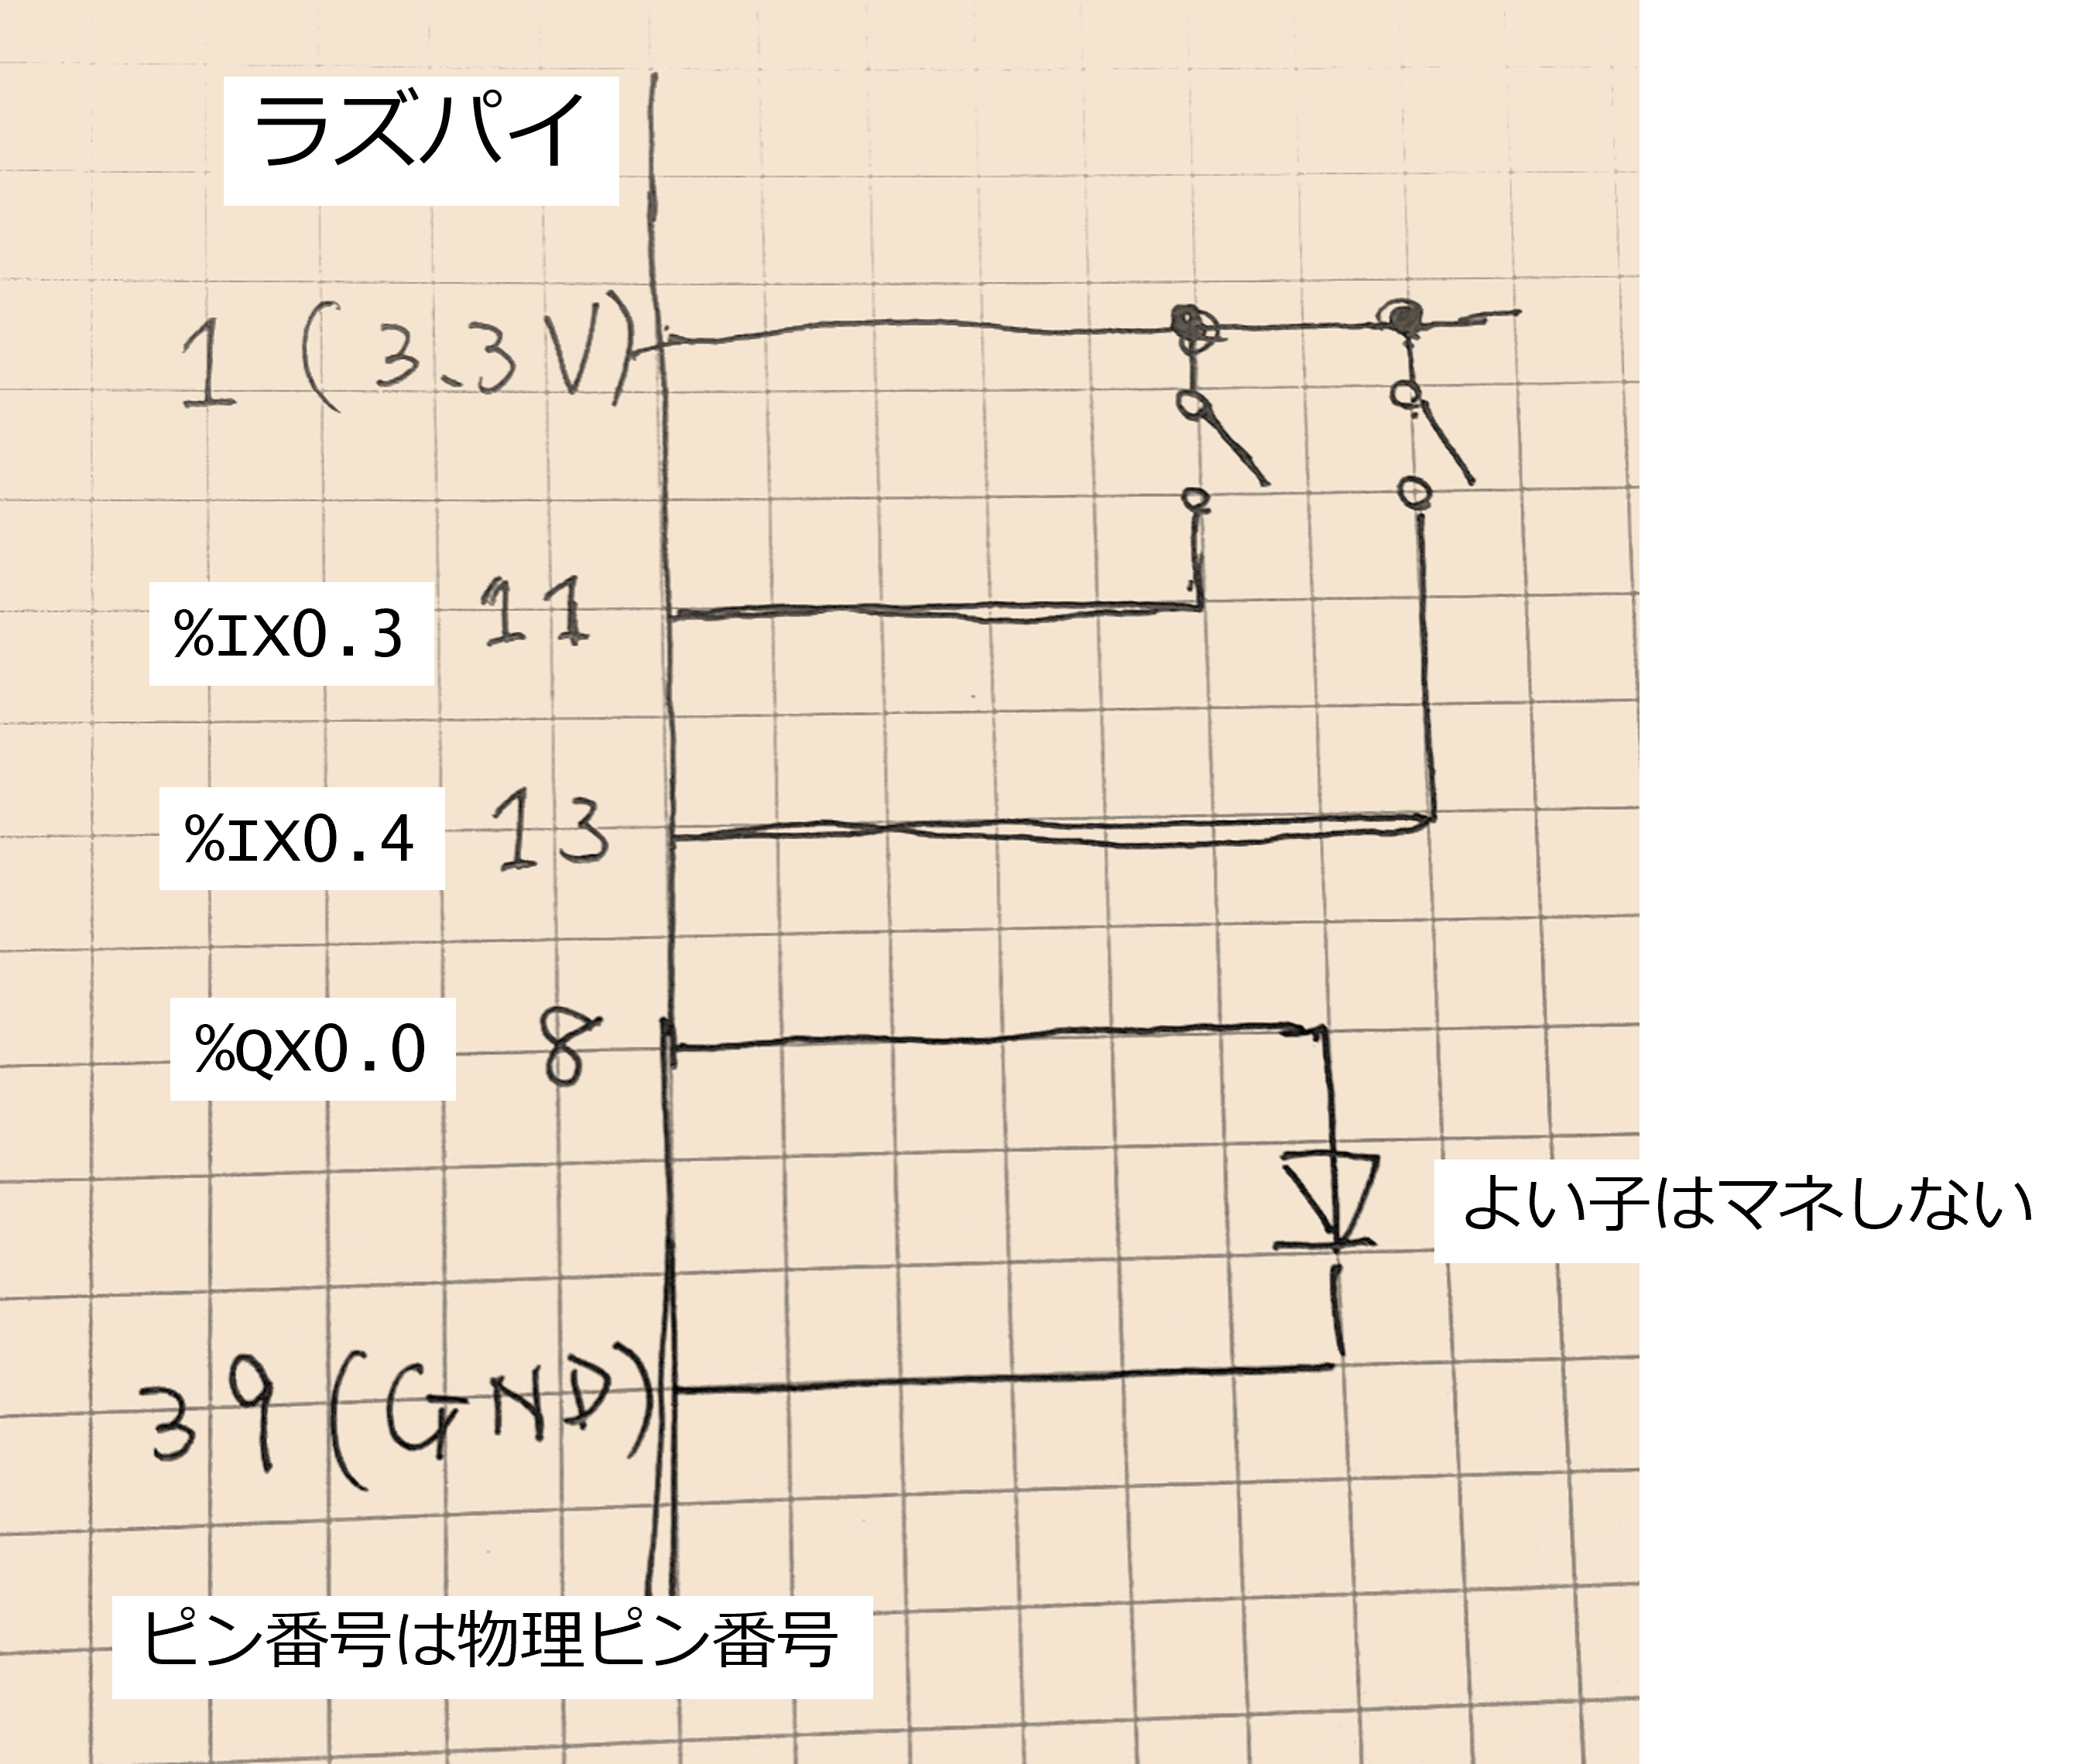 ラズパイ
1 (3.3V)
%IX0.3 11
%IX0.4 13
%QX0.0 8
よい子はマネしない
39 (GND)
ピン番号は物理ピン番号